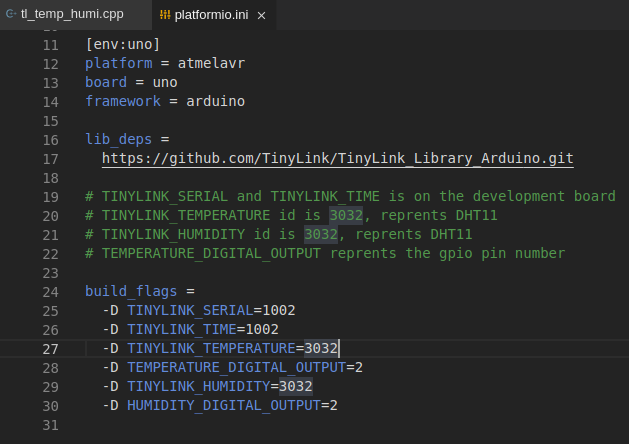 tl_temp_humi.cpp platformio.ini ×
11 [env:uno]
12 platform = atmelavr
13 board = uno
14 framework = arduino
15
16 lib_deps =
17 https://github.com/TinyLink/TinyLink_Library_Arduino.git
18
19 # TINYLINK_SERIAL and TINYLINK_TIME is on the development board
20 # TINYLINK_TEMPERATURE id is 3032, reprents DHT11
21 # TINYLINK_HUMIDITY id is 3032, reprents DHT11
22 # TEMPERATURE_DIGITAL_OUTPUT reprents the gpio pin number
23
24 build_flags =
25 -D TINYLINK_SERIAL=1002
26 -D TINYLINK_TIME=1002
27 -D TINYLINK_TEMPERATURE=3032
28 -D TEMPERATURE_DIGITAL_OUTPUT=2
29 -D TINYLINK_HUMIDITY=3032
30 -D HUMIDITY_DIGITAL_OUTPUT=2
31